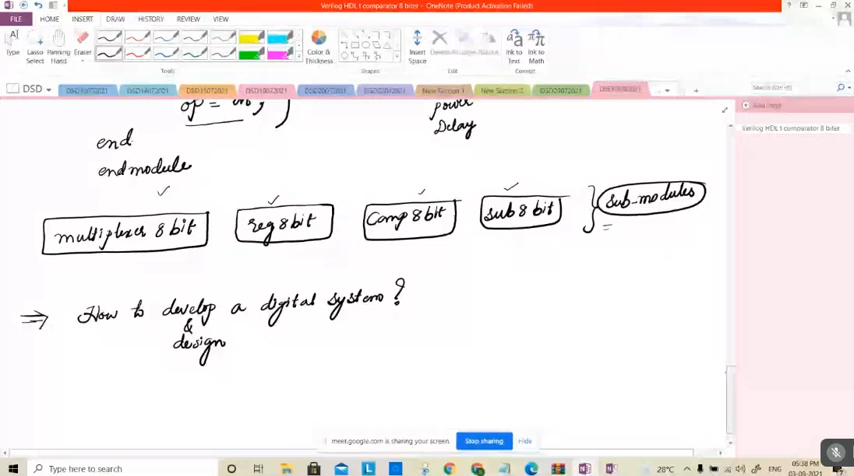 Verilog HDL t comparator 8 biter - OneNote (Product Activation Failed)
FILE HOME INSERT DRAW HISTORY REVIEW VIEW
Type
Lasso Select
Panning Hand
Eraser
Color & Thickness
Insert Space
Delete
Ink to Text
Ink to Math
Tools
Shapes
Edit
Convert
DSD
New Section 1
New Section 2
Verilog HDL t comparator 8 biter
op =
power
Delay
end
endmodule
multiplexer 8 bit
reg 8 bit
Comp 8 bit
sub 8 bit
sub-modules
=
⇒ How to develop a digital system?
&
design
meet.google.com is sharing your screen. Stop sharing Hide
Type here to search
28°C
ENG
05:38 PM
03-09-2021